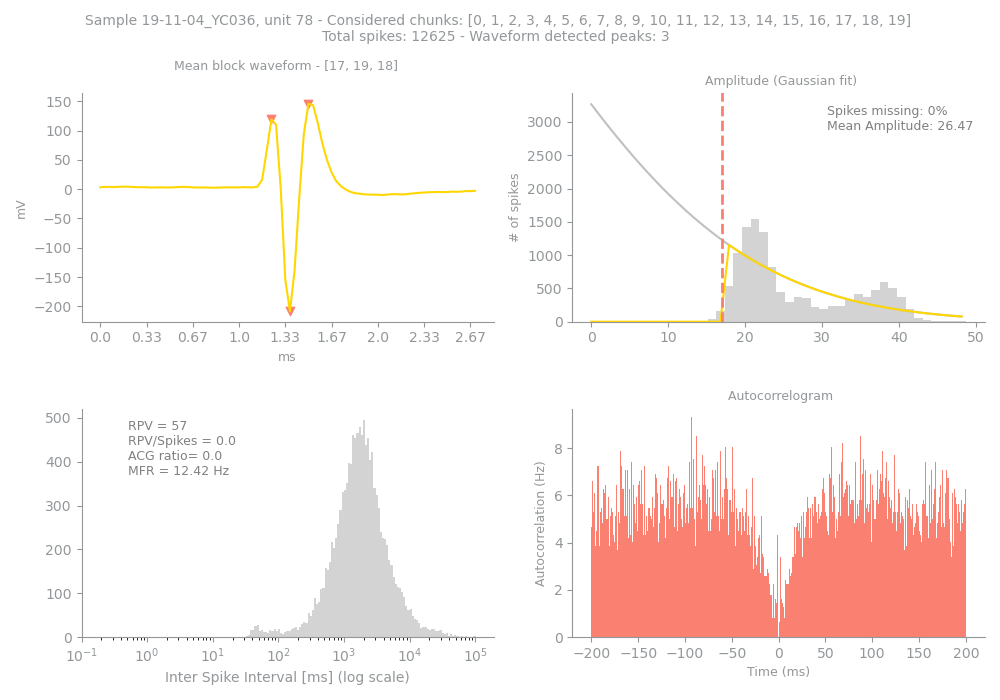 Sample 19-11-04_YC036, unit 78 - Considered chunks: [0, 1, 2, 3, 4, 5, 6, 7, 8, 9, 10, 11, 12, 13, 14, 15, 16, 17, 18, 19]
Total spikes: 12625 - Waveform detected peaks: 3
Mean block waveform - [17, 19, 18]
150
100
50
0
−50
−100
−150
−200
mV
0.0 0.33 0.67 1.0 1.33 1.67 2.0 2.33 2.67
ms
Amplitude (Gaussian fit)
Spikes missing: 0%
Mean Amplitude: 26.47
3000
2500
2000
1500
1000
500
0
# of spikes
0 10 20 30 40 50
500
400
300
200
100
0
RPV = 57
RPV/Spikes = 0.0
ACG ratio= 0.0
MFR = 12.42 Hz
10⁻¹ 10⁰ 10¹ 10² 10³ 10⁴ 10⁵
Inter Spike Interval [ms] (log scale)
Autocorrelogram
8
6
4
2
0
Autocorrelation (Hz)
−200 −150 −100 −50 0 50 100 150 200
Time (ms)